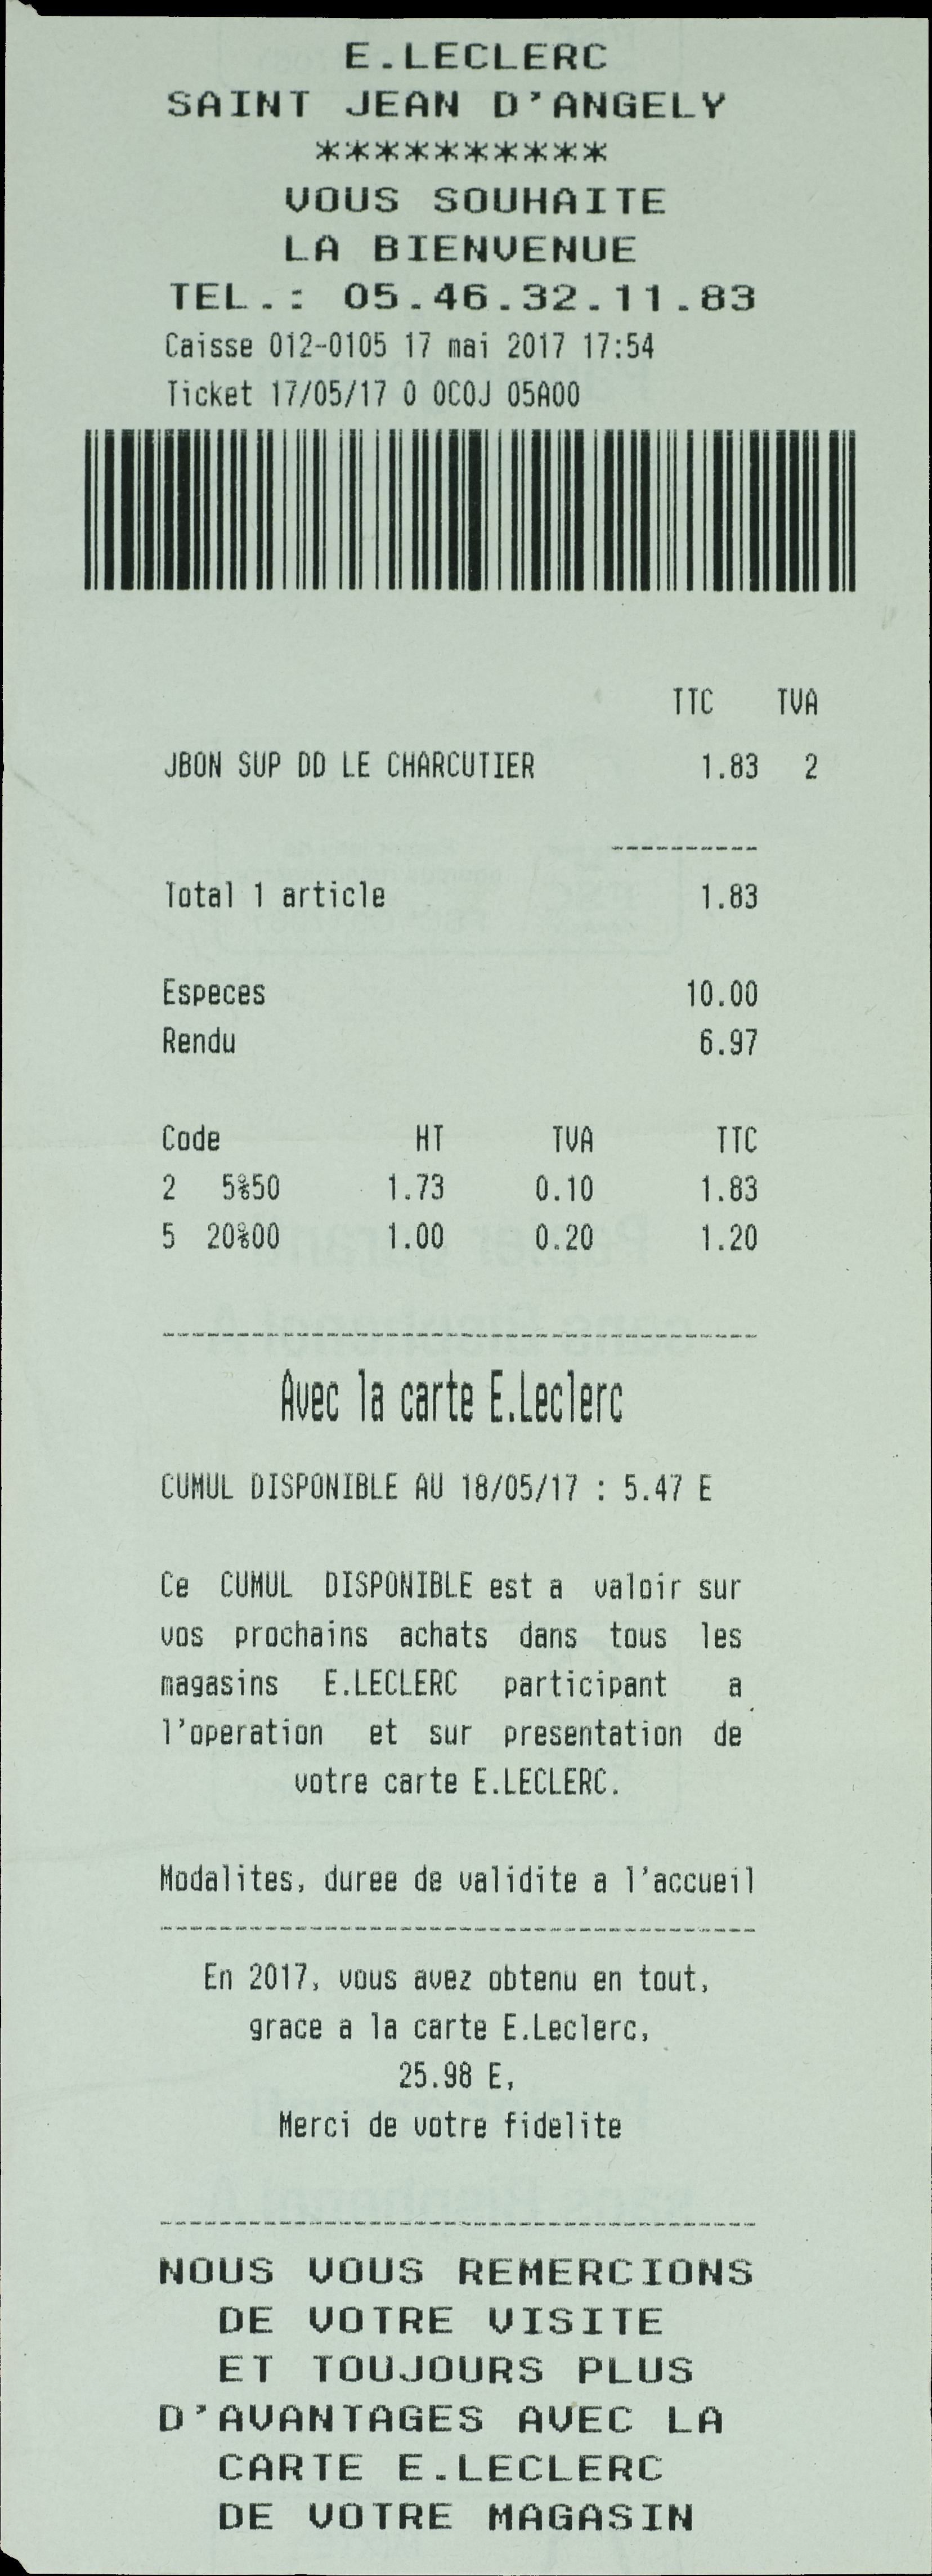 E.LECLERC
SAINT JEAN D'ANGELY
**********
VOUS SOUHAITE
LA BIENVENUE
TEL.: 05.46.32.11.83
Caisse 012-0105 17 mai 2017 17:54
Ticket 17/05/17 0 0C0J 05A00
TTC TVA
JBON SUP DD LE CHARCUTIER 1.83 2
----------
Total 1 article 1.83
Especes 10.00
Rendu 6.97
Code HT TVA TTC
2 5%50 1.73 0.10 1.83
5 20%00 1.00 0.20 1.20
----------------------------------------
Avec la carte E.Leclerc
CUMUL DISPONIBLE AU 18/05/17 : 5.47 E
Ce CUMUL DISPONIBLE est a valoir sur
vos prochains achats dans tous les
magasins E.LECLERC participant a
l'operation et sur presentation de
votre carte E.LECLERC.
Modalites, duree de validite a l'accueil
----------------------------------------
En 2017, vous avez obtenu en tout,
grace a la carte E.Leclerc,
25.98 E,
Merci de votre fidelite
----------------------------------------
NOUS VOUS REMERCIONS
DE VOTRE VISITE
ET TOUJOURS PLUS
D'AVANTAGES AVEC LA
CARTE E.LECLERC
DE VOTRE MAGASIN